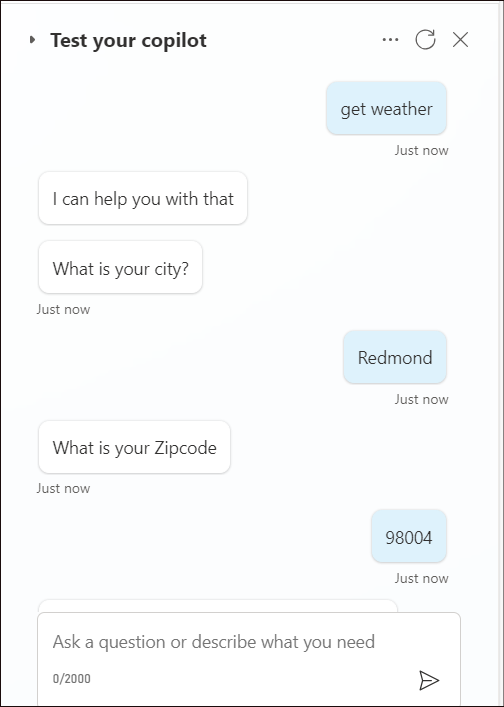 Test your copilot
get weather
Just now
I can help you with that
What is your city?
Just now
Redmond
Just now
What is your Zipcode
Just now
98004
Just now
Ask a question or describe what you need
0/2000